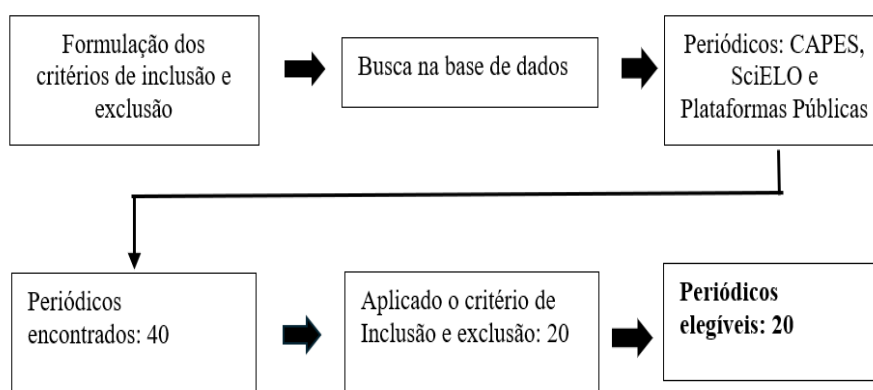 Formulação dos
critérios de inclusão e
exclusão
Busca na base de dados
Periódicos: CAPES,
SciELO e
Plataformas Públicas
Periódicos
encontrados: 40
Aplicado o critério de
Inclusão e exclusão: 20
Periódicos
elegíveis: 20